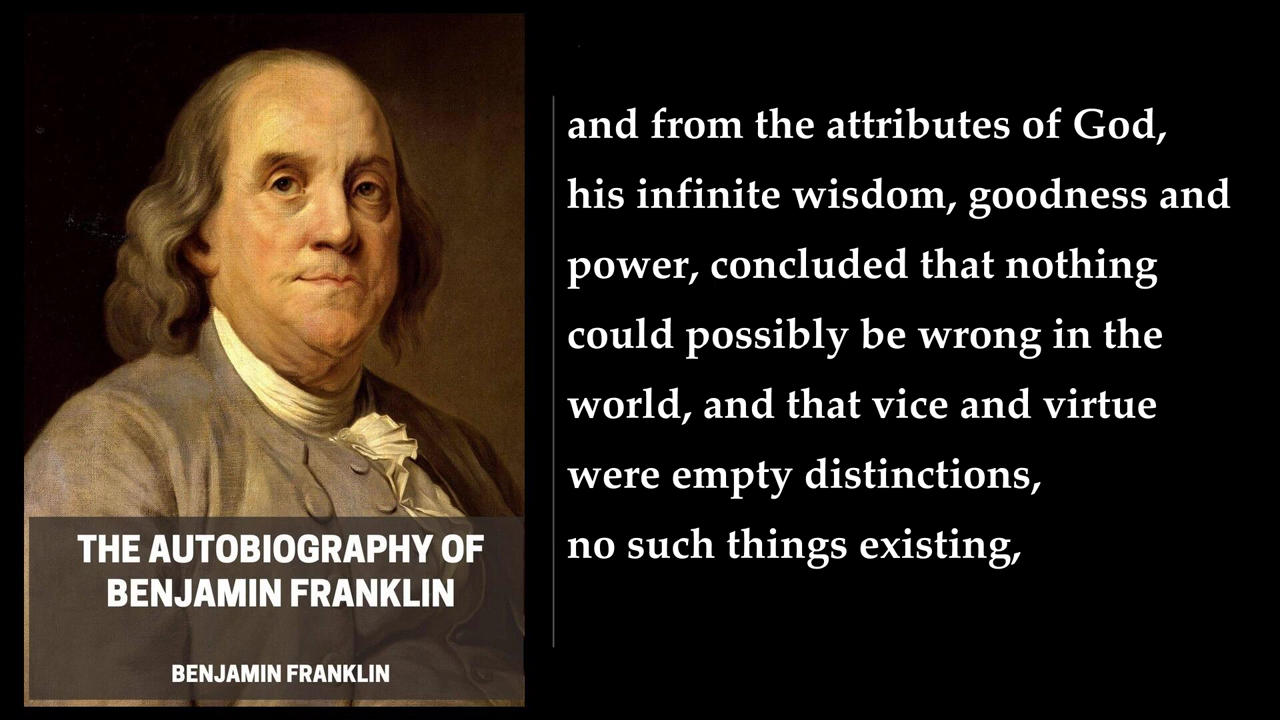 THE AUTOBIOGRAPHY OF
BENJAMIN FRANKLIN
BENJAMIN FRANKLIN
and from the attributes of God,
his infinite wisdom, goodness and
power, concluded that nothing
could possibly be wrong in the
world, and that vice and virtue
were empty distinctions,
no such things existing,